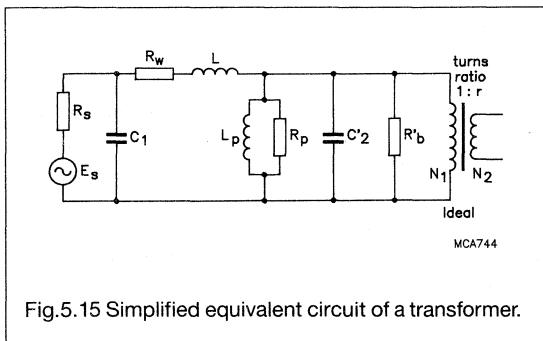 R_w
L
turns
ratio
1 : r
R_s
C_1
L_p
R_p
C'_2
R'_b
N_1
N_2
E_s
Ideal
MCA744
Fig.5.15 Simplified equivalent circuit of a transformer.